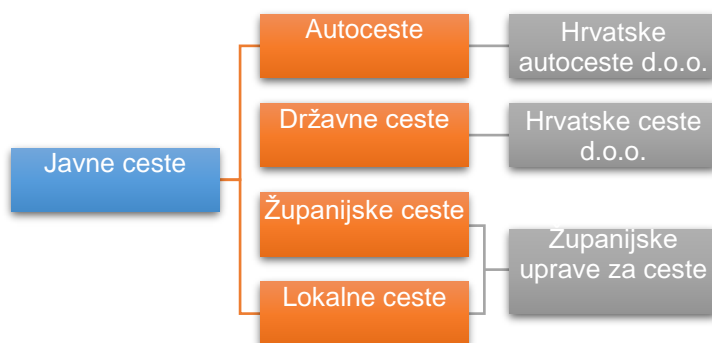 Javne ceste
Autoceste
Hrvatske
autoceste d.o.o.
Državne ceste
Hrvatske ceste
d.o.o.
Županijske ceste
Lokalne ceste
Županijske
uprave za ceste